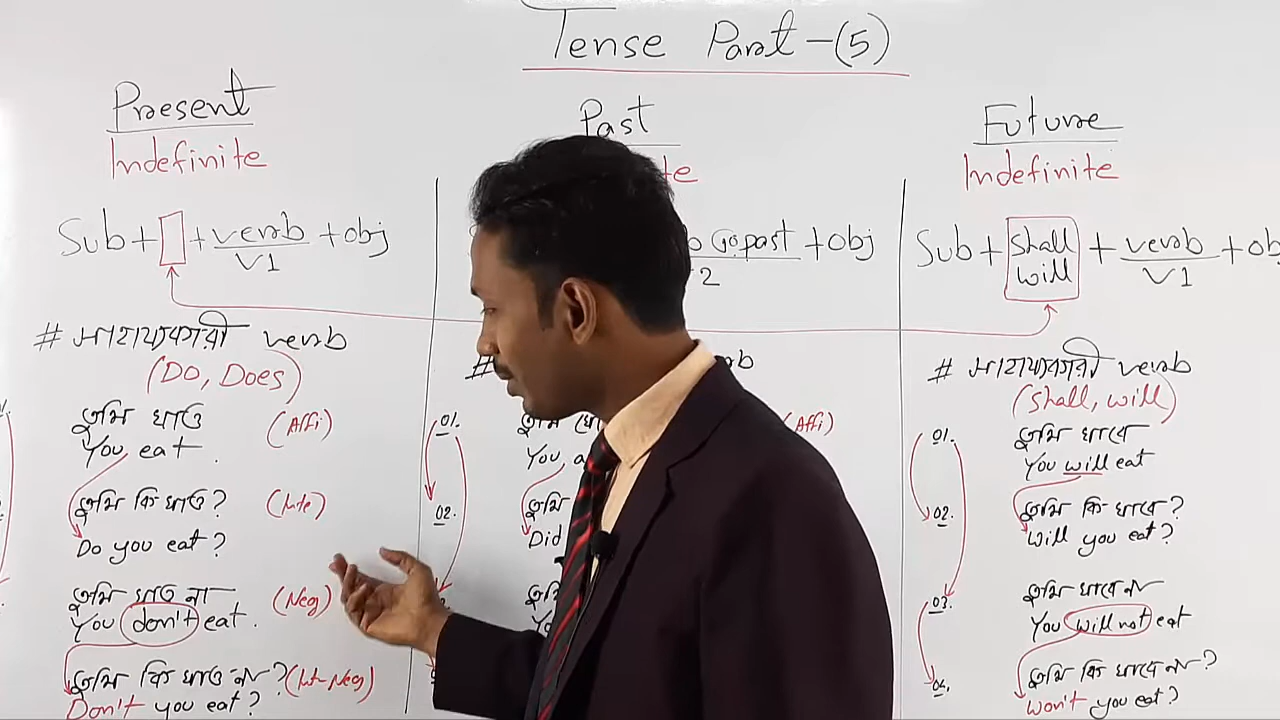 Tense Part-(5)
Present
Indefinite
Sub + + verb + obj
V1
# সাহায্যকারী verb
(Do, Does)
তুমি খাও
You eat .
(Affi)
তুমি কি খাও?
(Inte)
Do you eat?
তুমি খাও না
(Neg)
You don't eat .
তুমি কি খাও না ?
(Int-Neg)
Don't you eat?
Past
Go past + obj
2
#
01.
তুমি
(Affi)
You
02.
তুমি
Did
তুমি
Future
Indefinite
Sub + shall + verb +
will V1
# সাহায্যকারী verb
(shall, will)
01. তুমি খাবে
You will eat
02. তুমি কি খাবে ?
Will you eat?
03. তুমি খাবে না
You will not eat
04. তুমি কি খাবে না ?
Won't you eat?